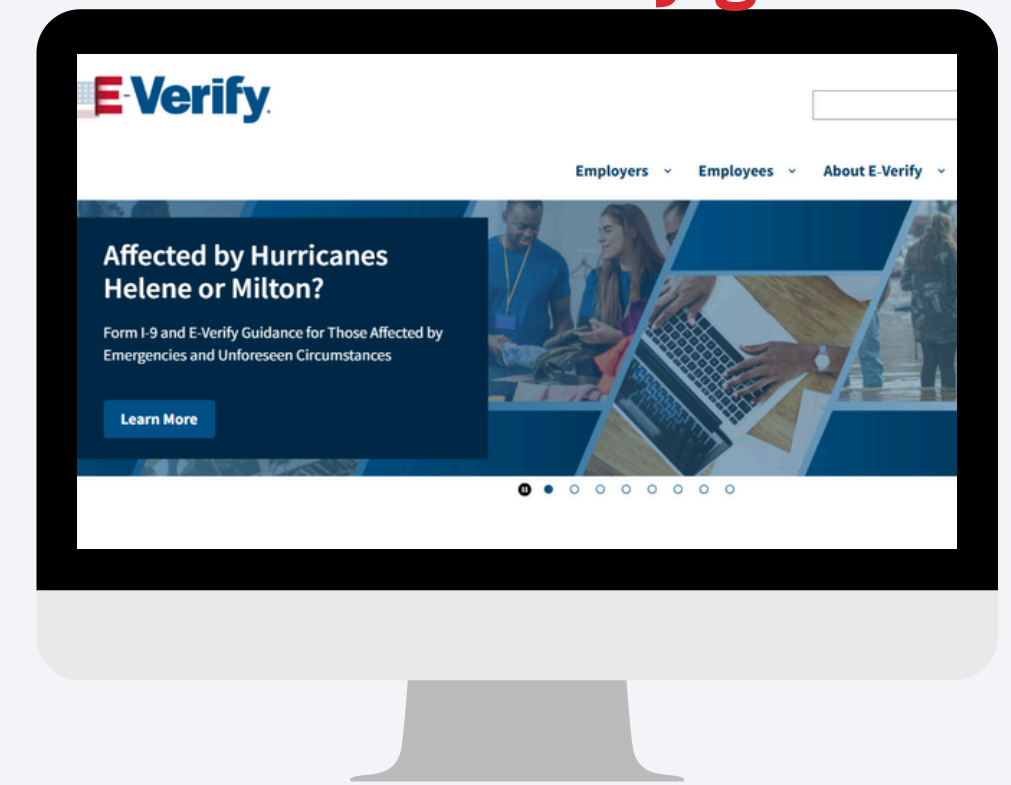 E-Verify.
Employers Employees About E-Verify
Affected by Hurricanes
Helene or Milton?
Form I-9 and E-Verify Guidance for Those Affected by
Emergencies and Unforeseen Circumstances
Learn More